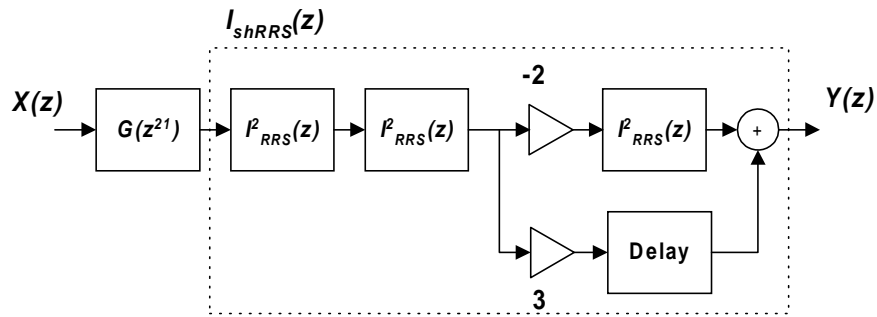 I_shRRS(z)
X(z)
G(z^21)
I^2_RRS(z)
I^2_RRS(z)
-2
I^2_RRS(z)
+
Y(z)
3
Delay